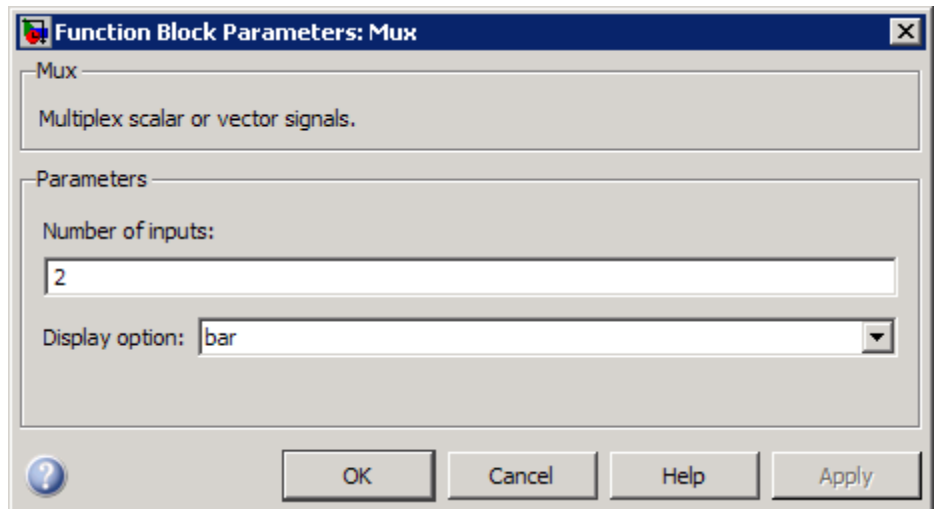 Function Block Parameters: Mux
Mux
Multiplex scalar or vector signals.
Parameters
Number of inputs:
2
Display option: bar
OK Cancel Help Apply